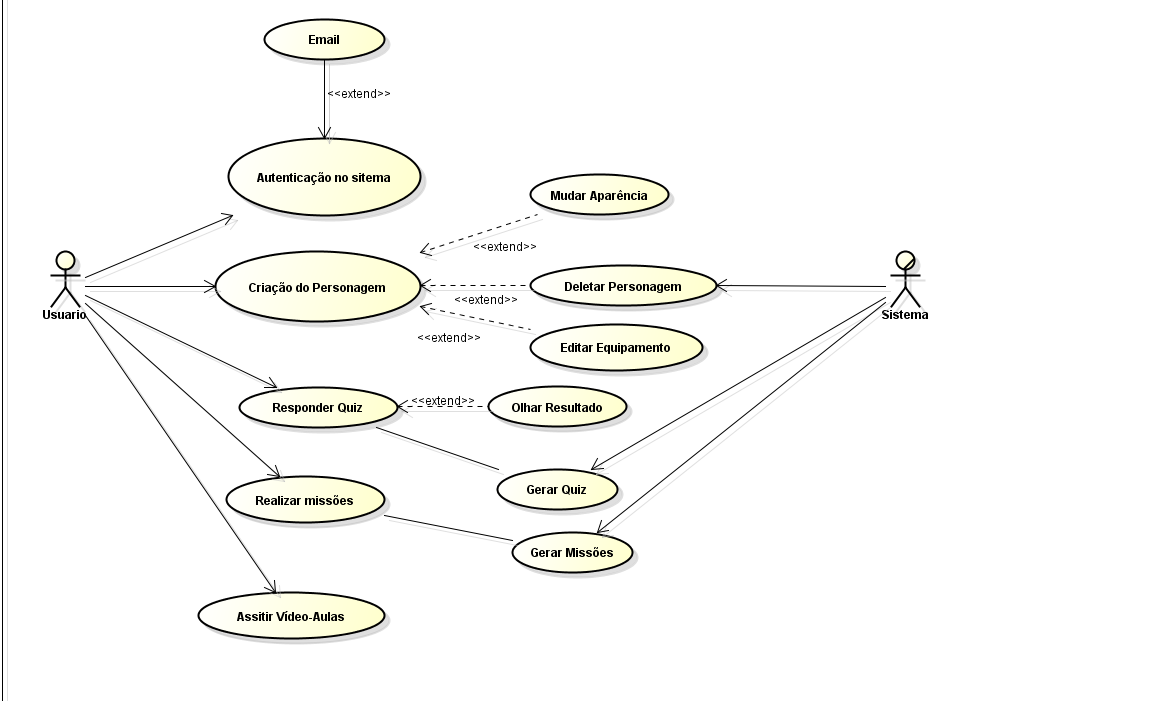 Email
<<extend>>
Autenticação no sitema
Mudar Aparência
<<extend>>
Criação do Personagem
Deletar Personagem
<<extend>>
Usuario
Sistema
<<extend>>
Editar Equipamento
Responder Quiz
<<extend>>
Olhar Resultado
Gerar Quiz
Realizar missões
Gerar Missões
Assitir Vídeo-Aulas